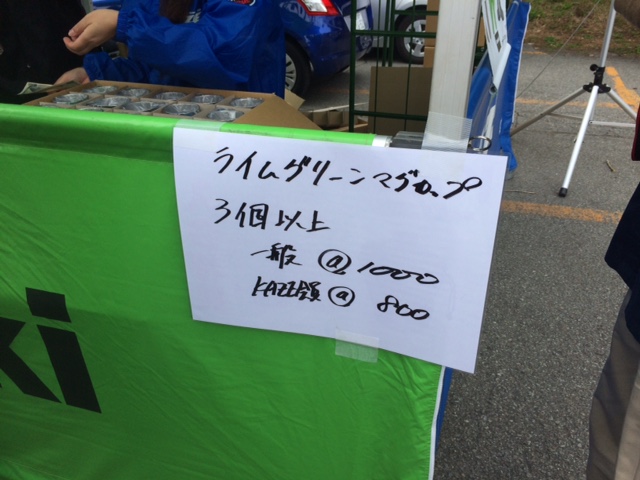 ライムグリーンマグカップ
3個以上
一般 @1000
KAZE員 @ 800
ki